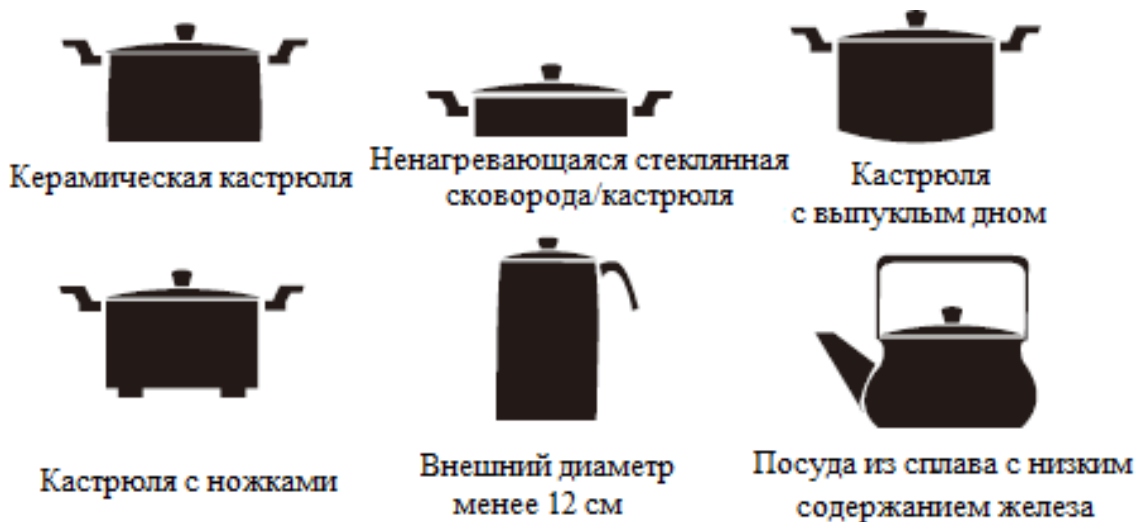 Керамическая кастрюля
Ненагревающаяся стеклянная
сковорода/кастрюля
Кастрюля
с выпуклым дном
Кастрюля с ножками
Внешний диаметр
менее 12 см
Посуда из сплава с низким
содержанием железа